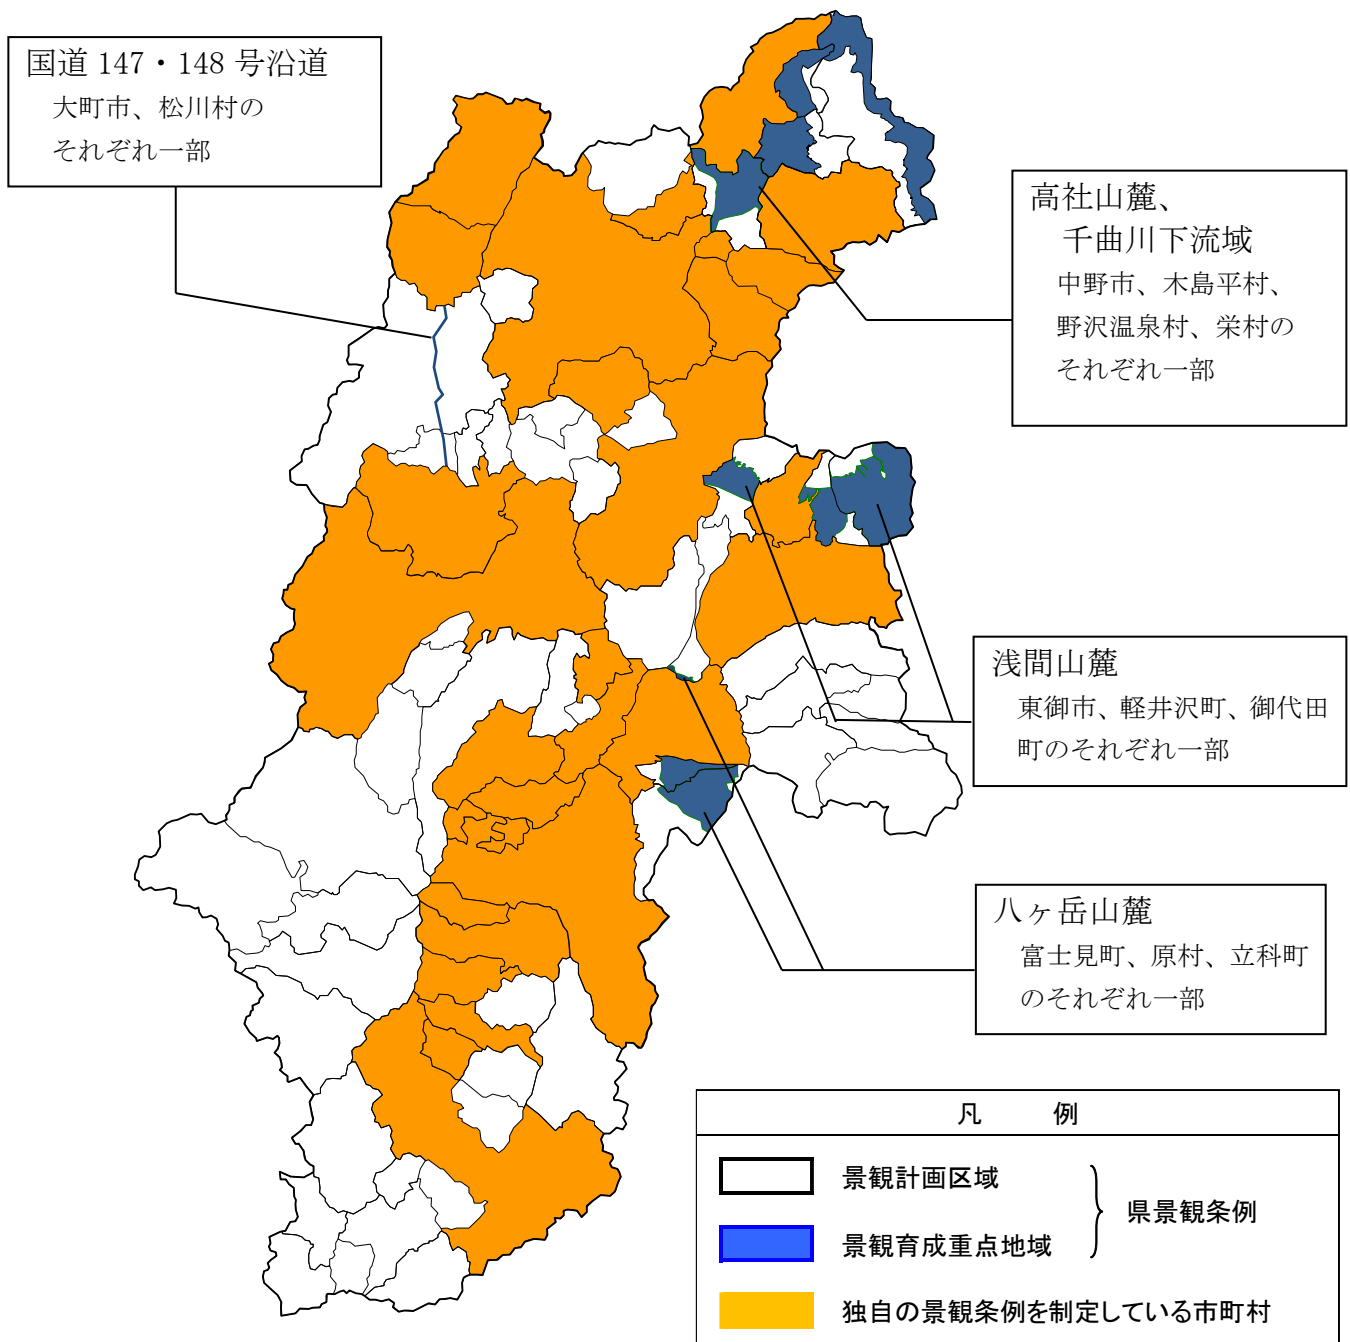 国道 147・148 号沿道
大町市、松川村の
それぞれ一部
高社山麓、
千曲川下流域
中野市、木島平村、
野沢温泉村、栄村の
それぞれ一部
浅間山麓
東御市、軽井沢町、御代田
町のそれぞれ一部
八ヶ岳山麓
富士見町、原村、立科町
のそれぞれ一部
凡 例
景観計画区域
県景観条例
景観育成重点地域
独自の景観条例を制定している市町村